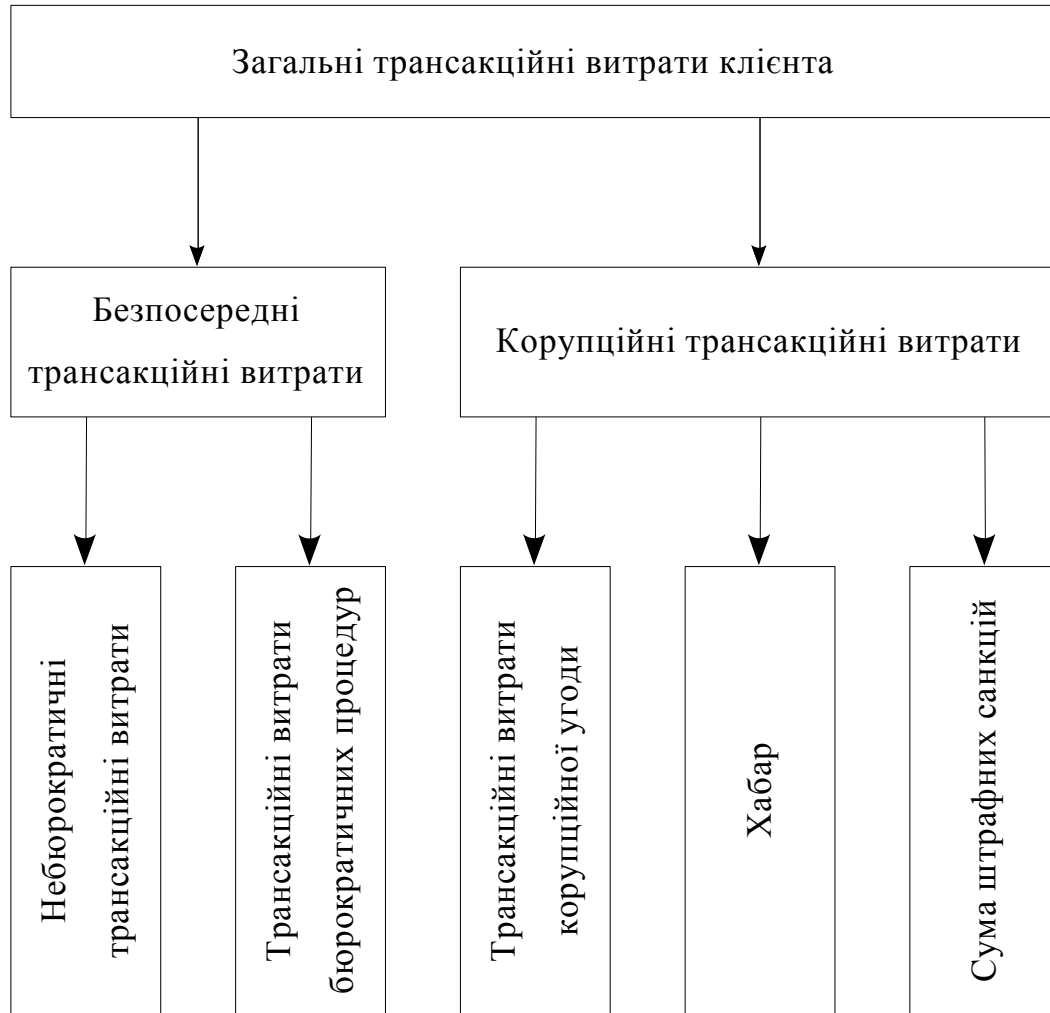 Загальні трансакційні витрати клієнта
Безпосередні
трансакційні витрати
Корупційні трансакційні витрати
Небюрократичні
трансакційні витрати
Трансакційні витрати
бюрократичних процедур
Трансакційні витрати
корупційної угоди
Хабар
Сума штрафних санкцій